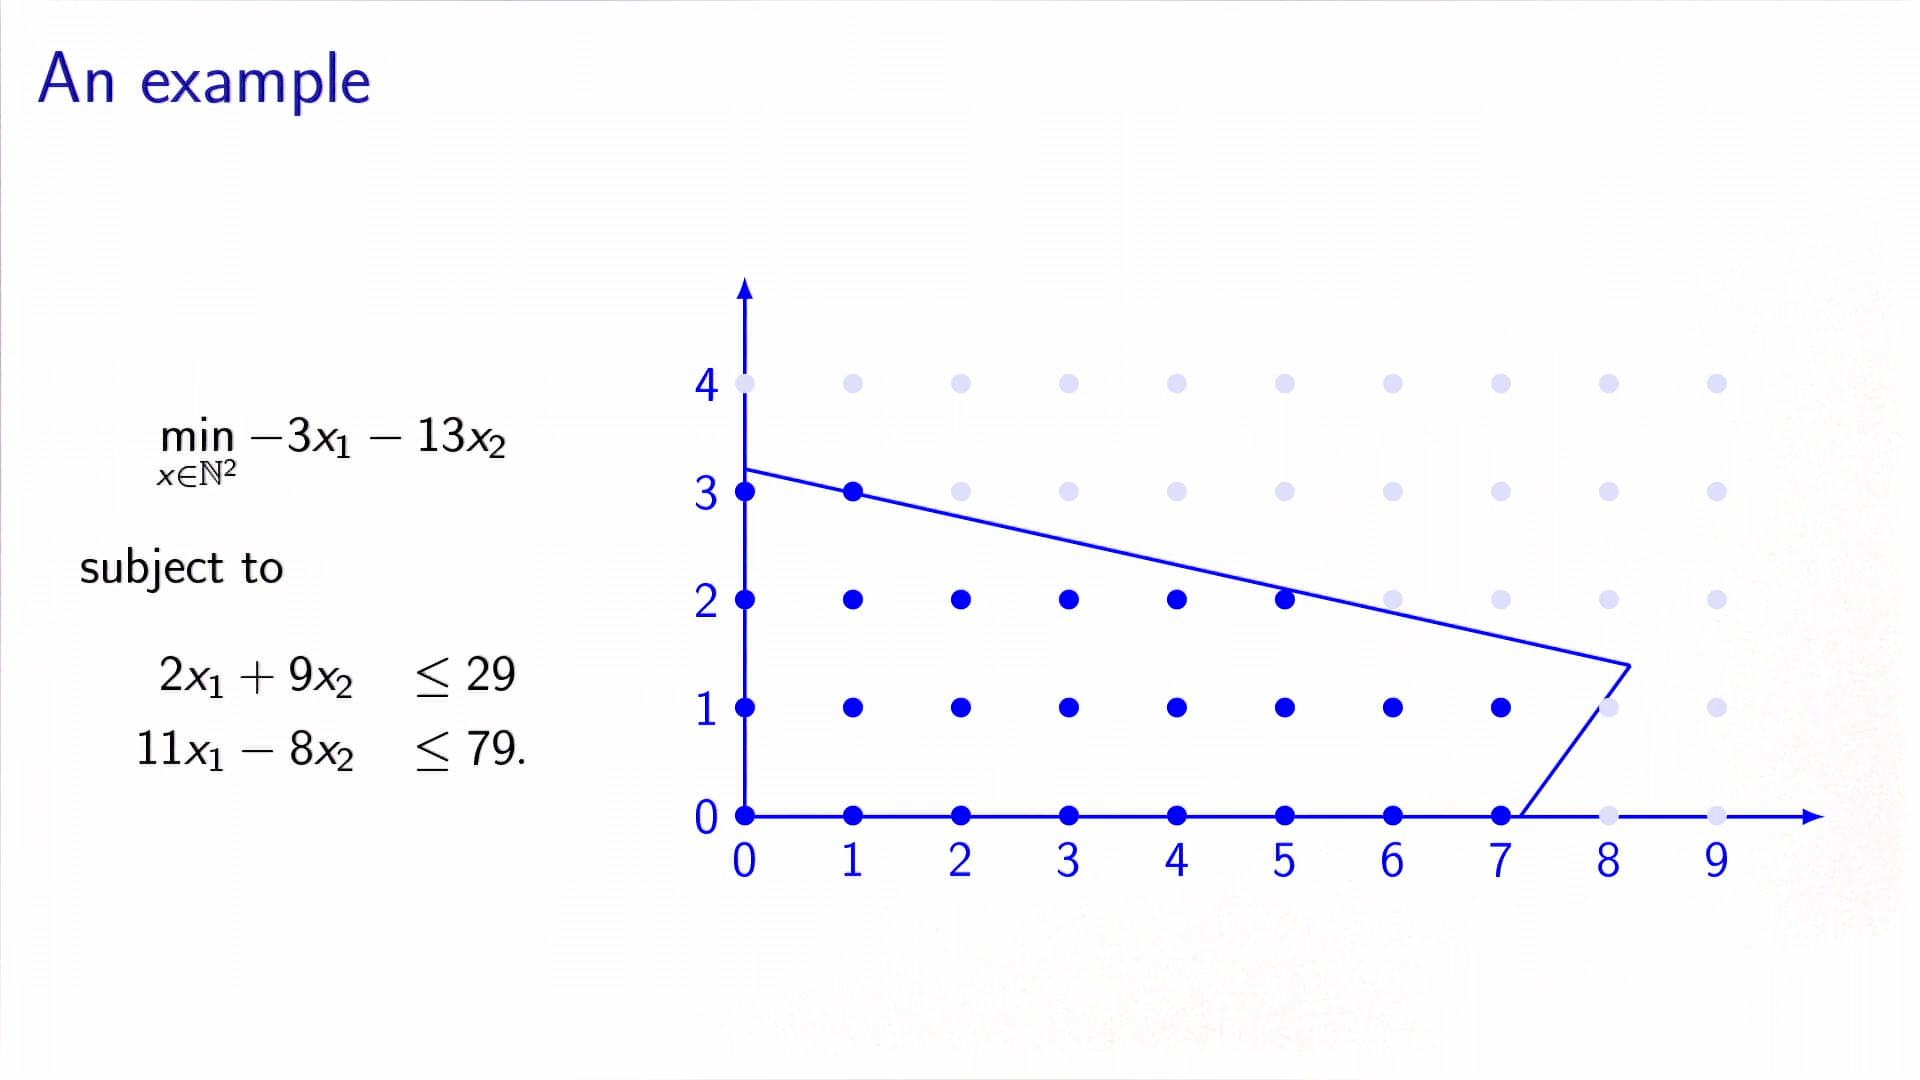 An example
min −3x₁ − 13x₂
x∈ℕ²
subject to
2x₁ + 9x₂ ≤ 29
11x₁ − 8x₂ ≤ 79.
4
3
2
1
0
0 1 2 3 4 5 6 7 8 9